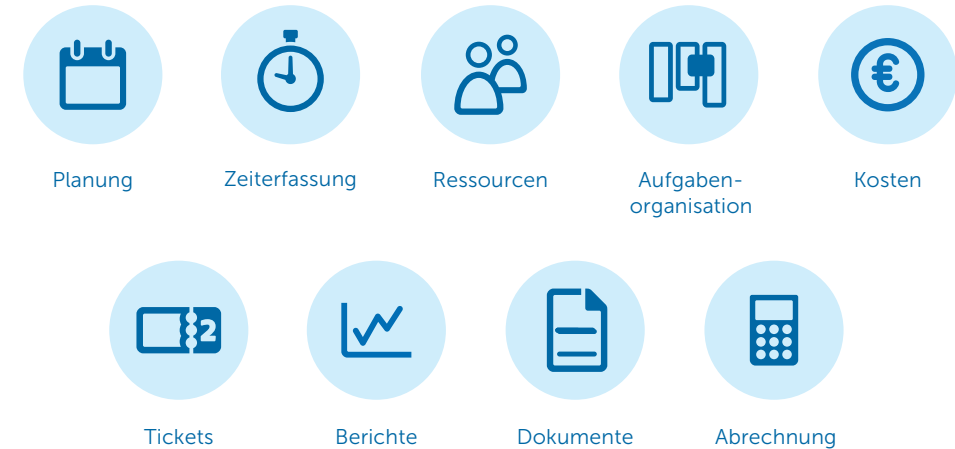 Planung
Zeiterfassung
Ressourcen
Aufgaben-
organisation
Kosten
2
Tickets
Berichte
Dokumente
Abrechnung